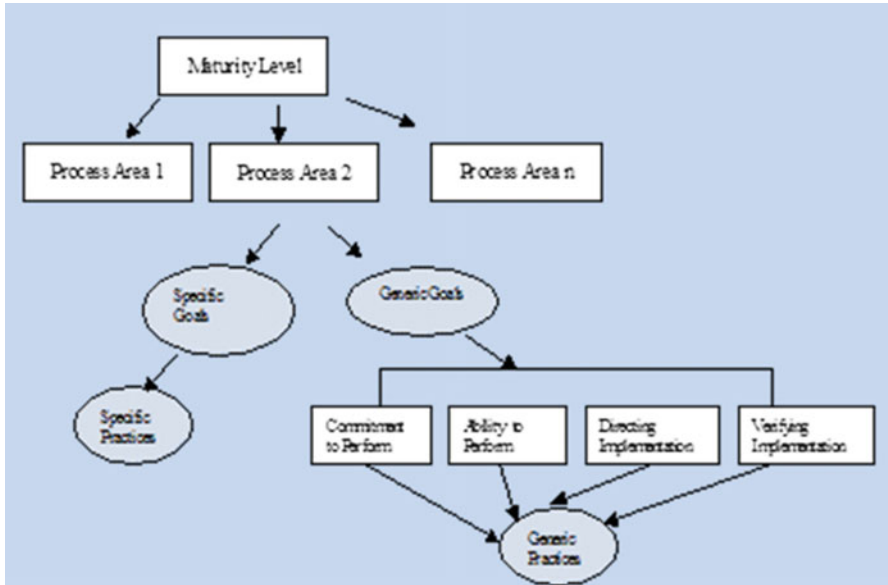 Maturity Level
Process Area 1
Process Area 2
Process Area n
Specific
Goals
Generic Goals
Specific
Practices
Commitment
to Perform
Ability to
Perform
Directing
Implementation
Verifying
Implementation
Generic
Practices